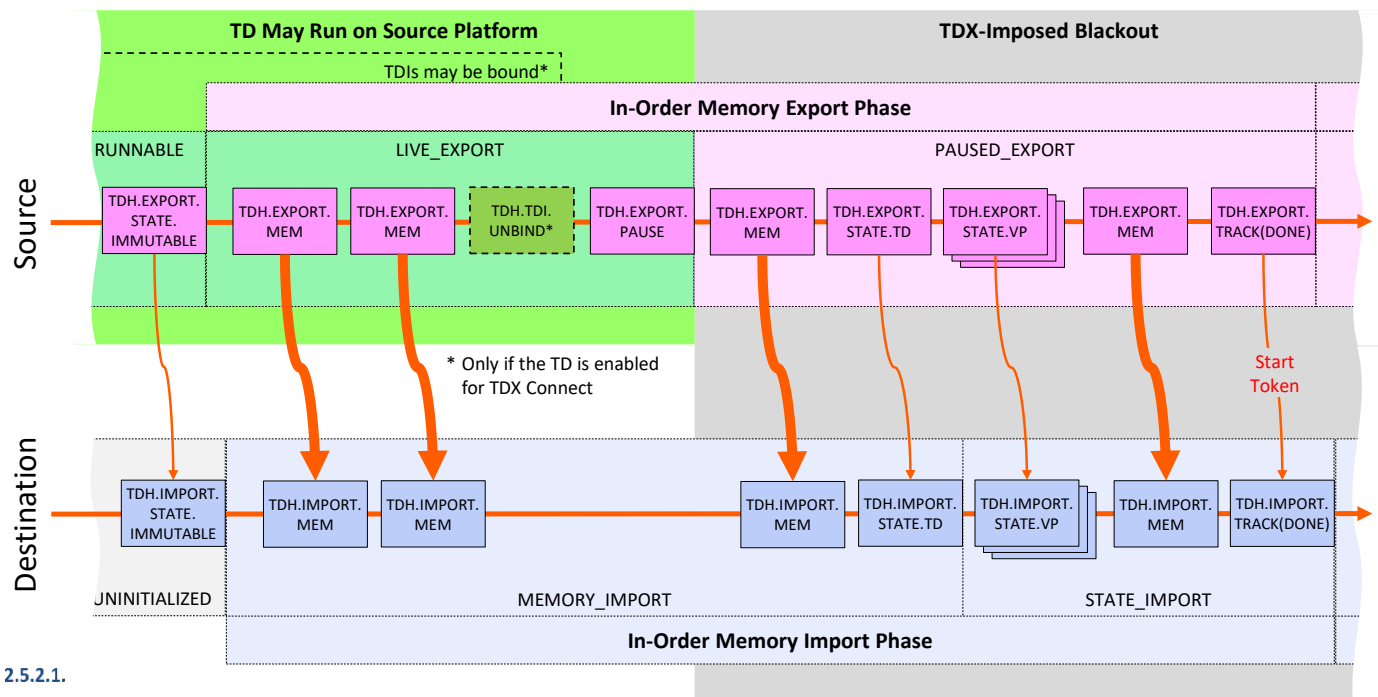 TD May Run on Source Platform
TDX-Imposed Blackout
TDIs may be bound*
In-Order Memory Export Phase
RUNNABLE
LIVE_EXPORT
PAUSED_EXPORT
Source
TDH.EXPORT.
STATE.
IMMUTABLE
TDH.EXPORT.
MEM
TDH.EXPORT.
MEM
TDH.TDI.
UNBIND*
TDH.EXPORT.
PAUSE
TDH.EXPORT.
MEM
TDH.EXPORT.
STATE.TD
TDH.EXPORT.
STATE.VP
TDH.EXPORT.
MEM
TDH.EXPORT.
TRACK(DONE)
* Only if the TD is enabled
for TDX Connect
Start
Token
Destination
TDH.IMPORT.
STATE.
IMMUTABLE
TDH.IMPORT.
MEM
TDH.IMPORT.
MEM
TDH.IMPORT.
MEM
TDH.IMPORT.
STATE.TD
TDH.IMPORT.
STATE.VP
TDH.IMPORT.
MEM
TDH.IMPORT.
TRACK(DONE)
UNINITIALIZED
MEMORY_IMPORT
STATE_IMPORT
In-Order Memory Import Phase
2.5.2.1.